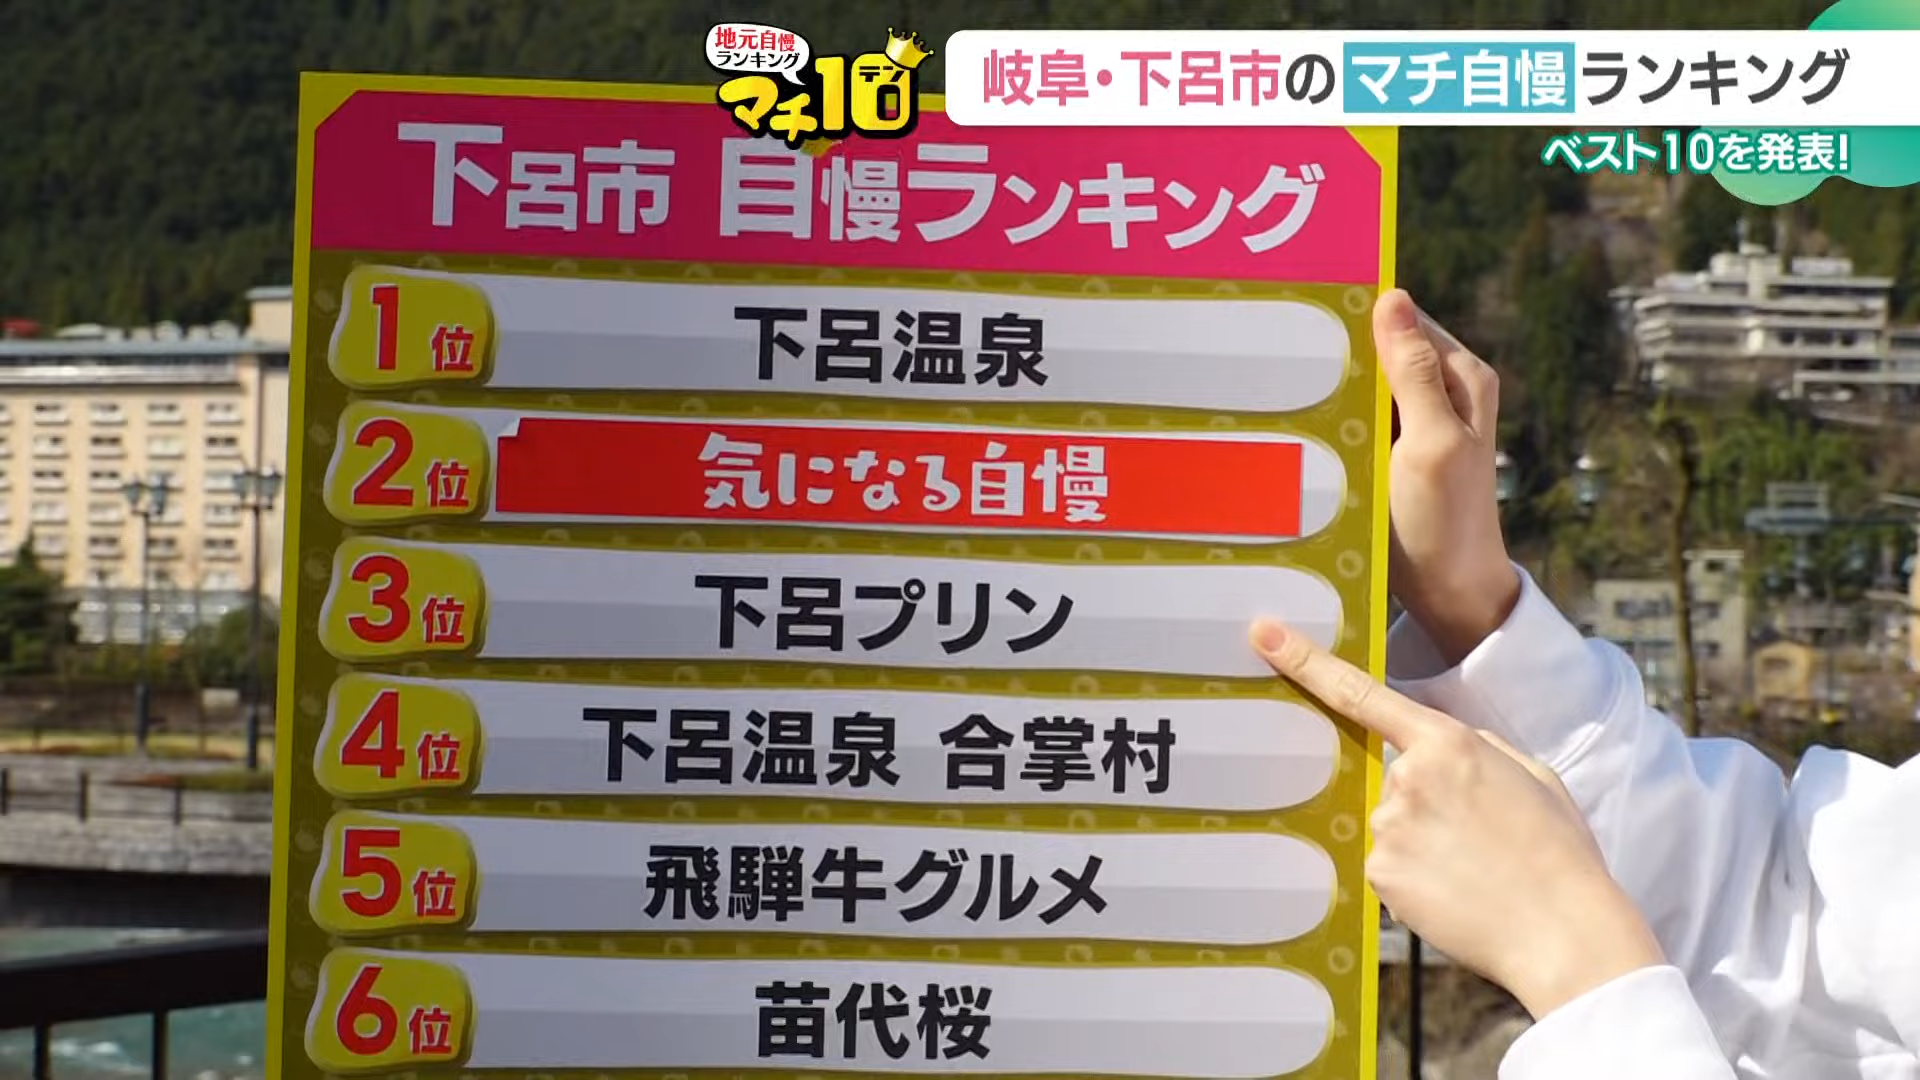 地元自慢
ランキング
マチ10
テン
岐阜・下呂市のマチ自慢ランキング
ベスト10を発表!
下呂市 自慢ランキング
1位 下呂温泉
2位 気になる自慢
3位 下呂プリン
4位 下呂温泉 合掌村
5位 飛騨牛グルメ
6位 苗代桜